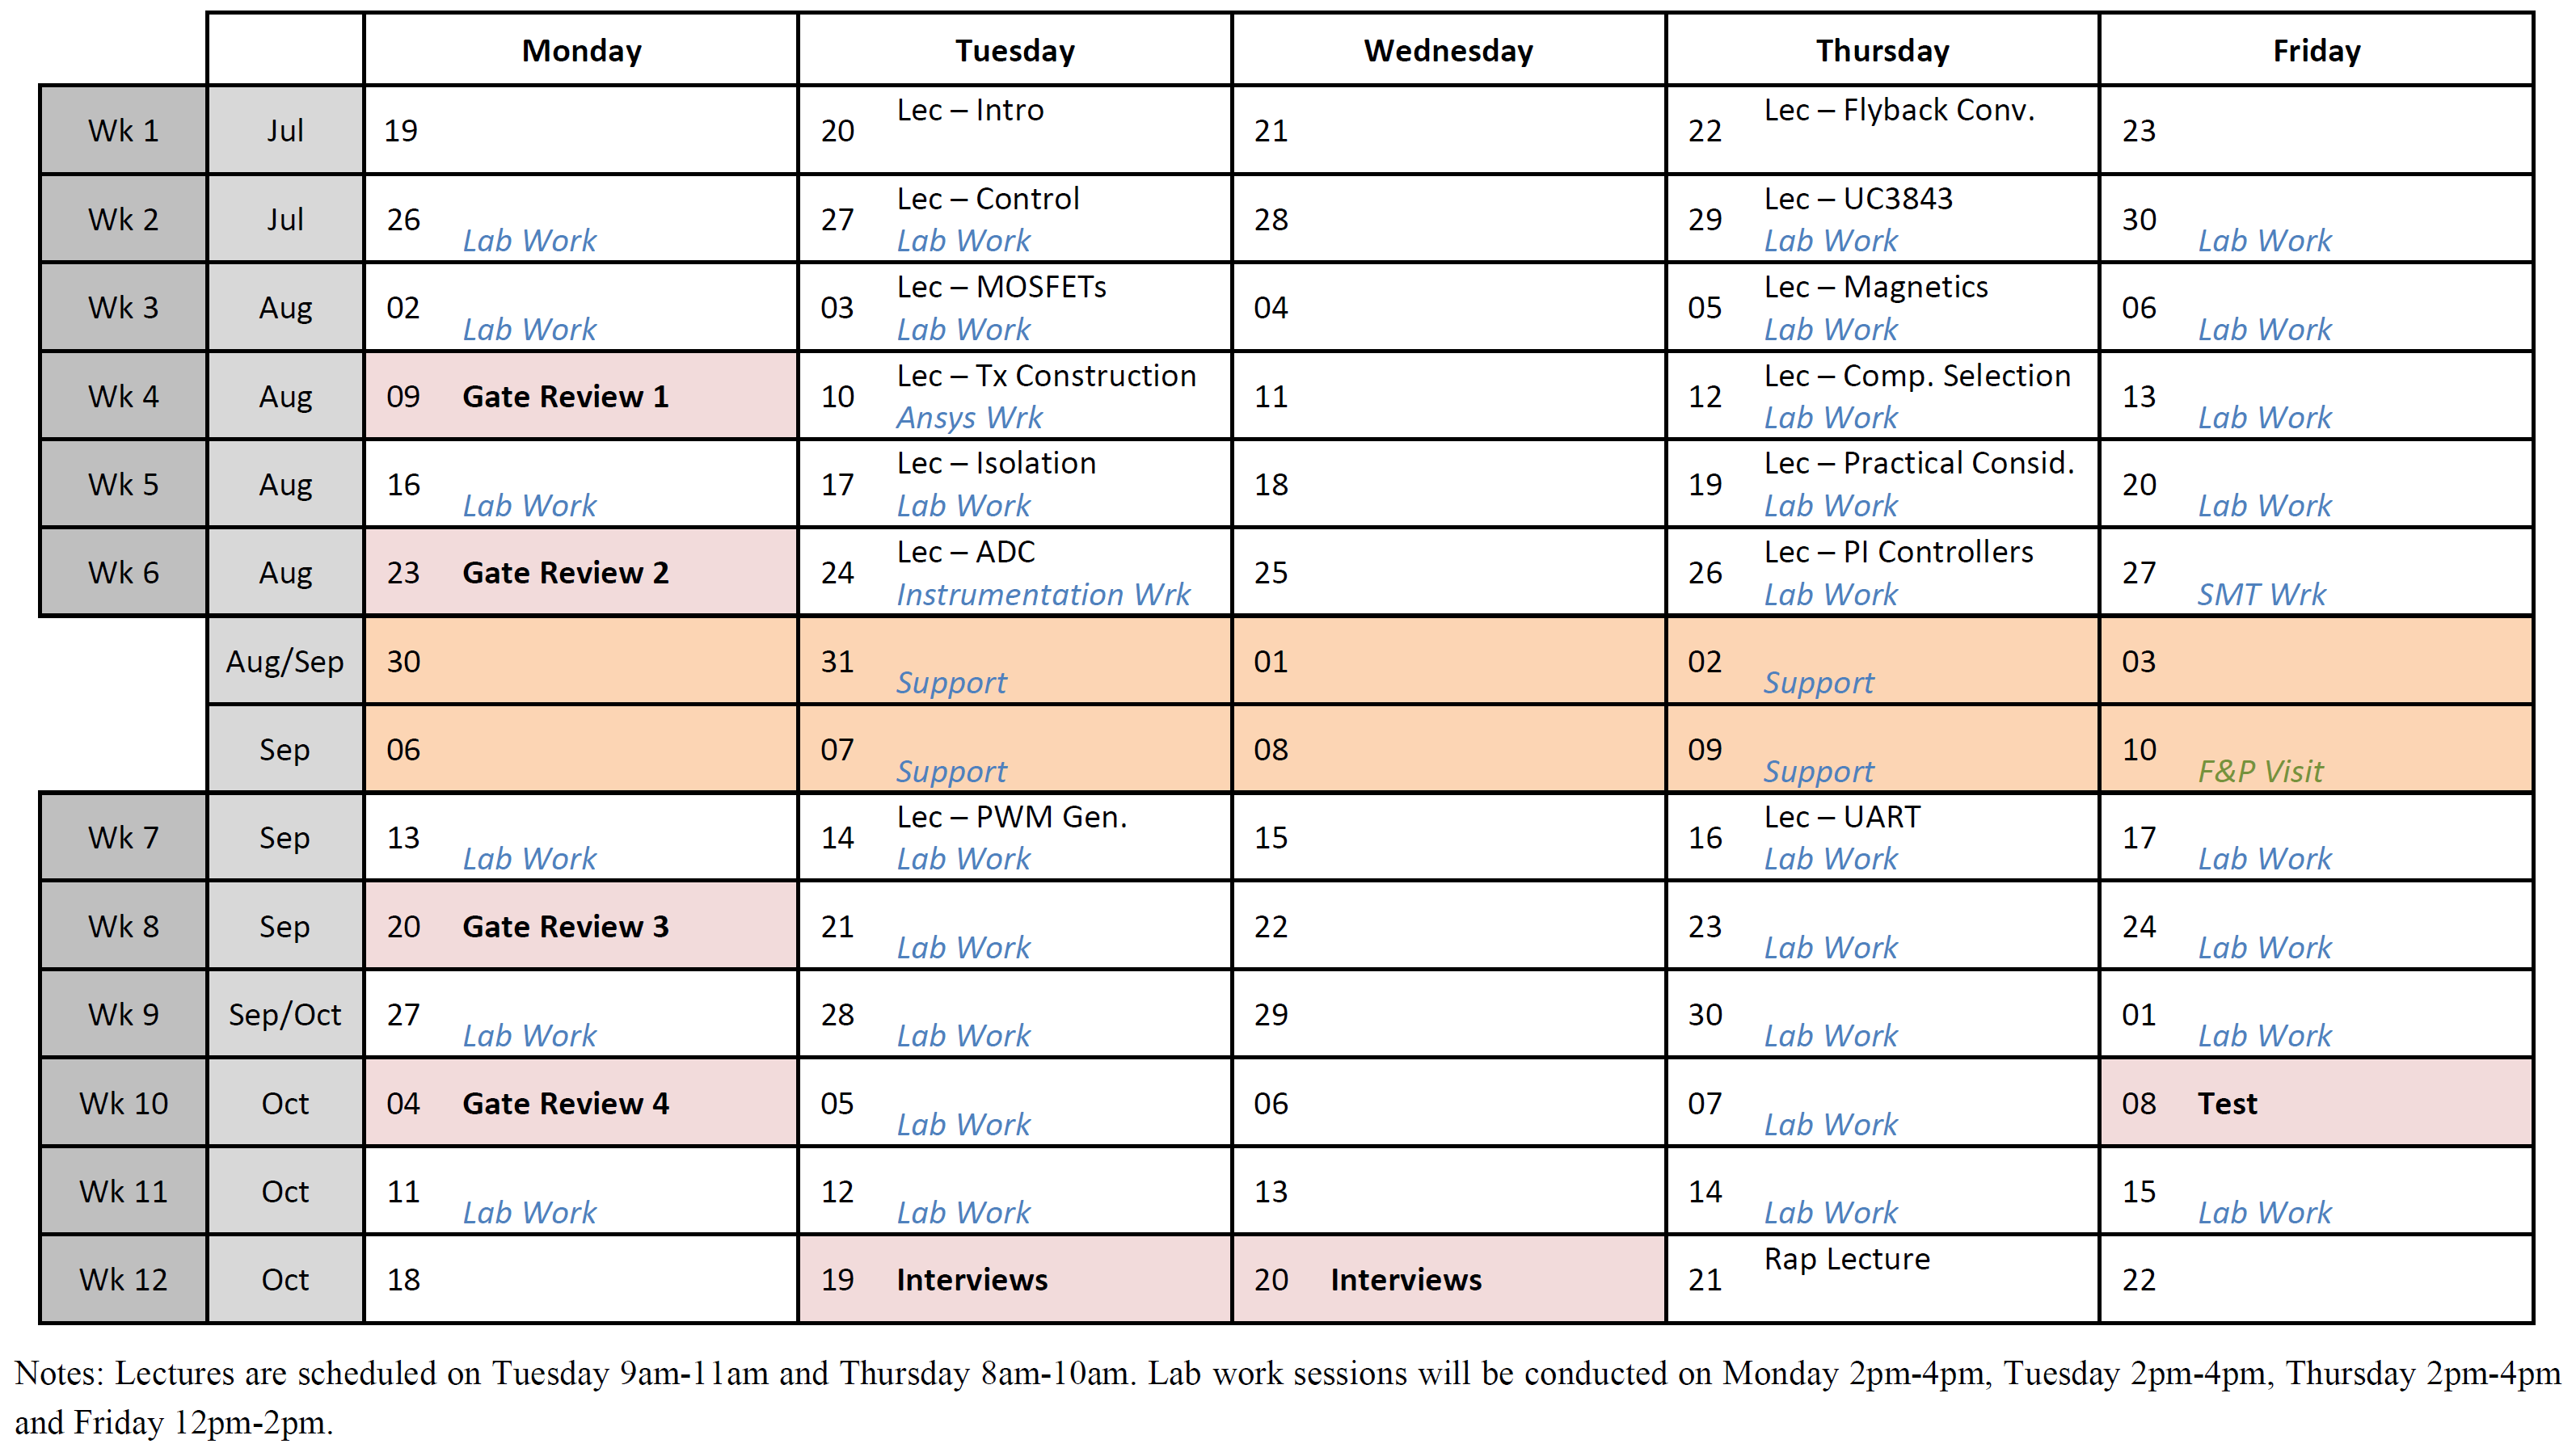 Monday Tuesday Wednesday Thursday Friday
Wk 1 Jul 19 20 Lec – Intro 21 22 Lec – Flyback Conv. 23
Wk 2 Jul 26 Lab Work 27 Lec – Control Lab Work 28 29 Lec – UC3843 Lab Work 30 Lab Work
Wk 3 Aug 02 Lab Work 03 Lec – MOSFETs Lab Work 04 05 Lec – Magnetics Lab Work 06 Lab Work
Wk 4 Aug 09 Gate Review 1 10 Lec – Tx Construction Ansys Wrk 11 12 Lec – Comp. Selection Lab Work 13 Lab Work
Wk 5 Aug 16 Lab Work 17 Lec – Isolation Lab Work 18 19 Lec – Practical Consid. Lab Work 20 Lab Work
Wk 6 Aug 23 Gate Review 2 24 Lec – ADC Instrumentation Wrk 25 26 Lec – PI Controllers Lab Work 27 SMT Wrk
Aug/Sep 30 31 Support 01 02 Support 03
Sep 06 07 Support 08 09 Support 10 F&P Visit
Wk 7 Sep 13 Lab Work 14 Lec – PWM Gen. Lab Work 15 16 Lec – UART Lab Work 17 Lab Work
Wk 8 Sep 20 Gate Review 3 21 Lab Work 22 23 Lab Work 24 Lab Work
Wk 9 Sep/Oct 27 Lab Work 28 Lab Work 29 30 Lab Work 01 Lab Work
Wk 10 Oct 04 Gate Review 4 05 Lab Work 06 07 Lab Work 08 Test
Wk 11 Oct 11 Lab Work 12 Lab Work 13 14 Lab Work 15 Lab Work
Wk 12 Oct 18 19 Interviews 20 Interviews 21 Rap Lecture 22
Notes: Lectures are scheduled on Tuesday 9am-11am and Thursday 8am-10am. Lab work sessions will be conducted on Monday 2pm-4pm, Tuesday 2pm-4pm, Thursday 2pm-4pm
and Friday 12pm-2pm.